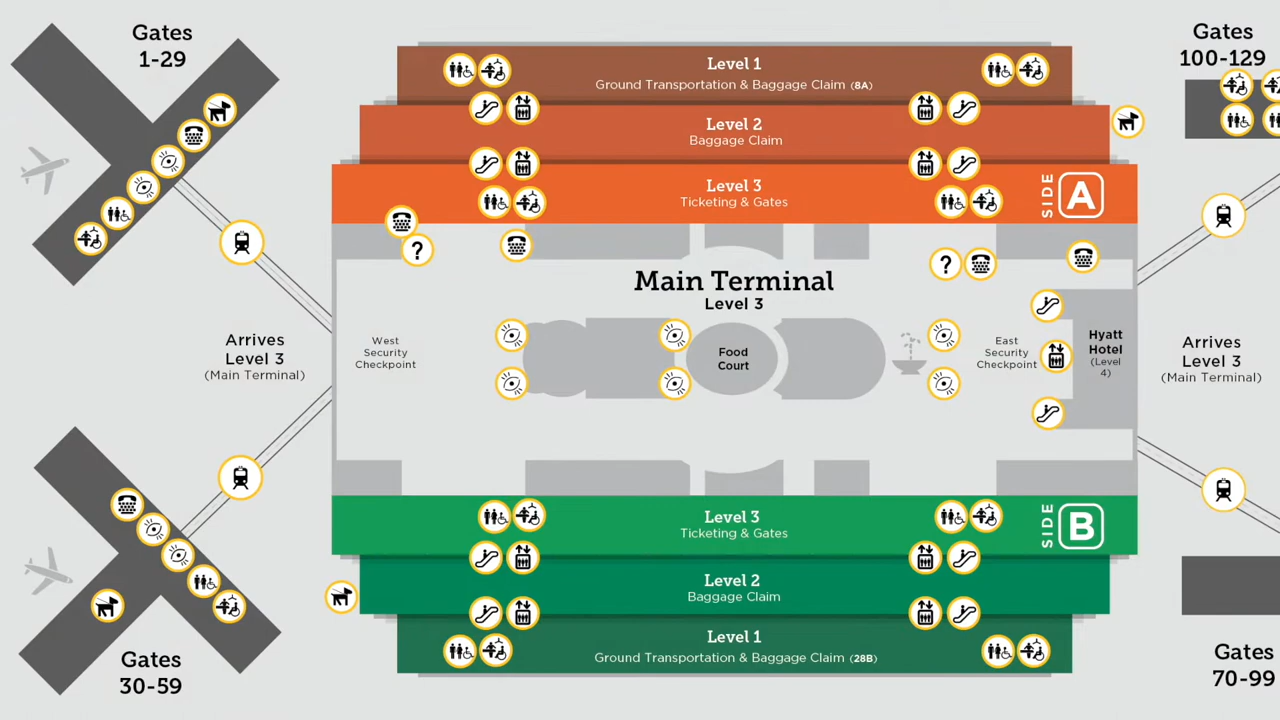 Gates
1-29
Level 1
Ground Transportation & Baggage Claim (8A)
Gates
100-129
Level 2
Baggage Claim
Level 3
Ticketing & Gates
SIDE
A
?
?
Main Terminal
Level 3
Arrives
Level 3
(Main Terminal)
West
Security
Checkpoint
Food
Court
East
Security
Checkpoint
Hyatt
Hotel
(Level
4)
Arrives
Level 3
(Main Terminal)
Level 3
Ticketing & Gates
SIDE
B
Level 2
Baggage Claim
Level 1
Ground Transportation & Baggage Claim (28B)
Gates
30-59
Gates
70-99